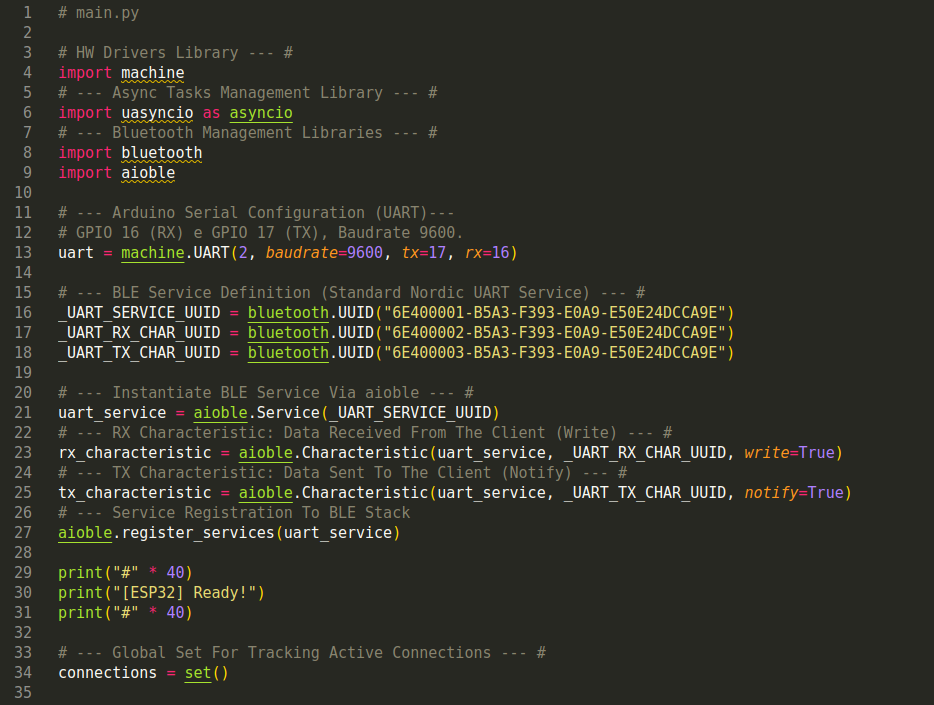 1 # main.py
2
3 # HW Drivers Library --- #
4 import machine
5 # --- Async Tasks Management Library --- #
6 import uasyncio as asyncio
7 # --- Bluetooth Management Libraries --- #
8 import bluetooth
9 import aioble
10
11 # --- Arduino Serial Configuration (UART)---
12 # GPIO 16 (RX) e GPIO 17 (TX), Baudrate 9600.
13 uart = machine.UART(2, baudrate=9600, tx=17, rx=16)
14
15 # --- BLE Service Definition (Standard Nordic UART Service) --- #
16 _UART_SERVICE_UUID = bluetooth.UUID("6E400001-B5A3-F393-E0A9-E50E24DCCA9E")
17 _UART_RX_CHAR_UUID = bluetooth.UUID("6E400002-B5A3-F393-E0A9-E50E24DCCA9E")
18 _UART_TX_CHAR_UUID = bluetooth.UUID("6E400003-B5A3-F393-E0A9-E50E24DCCA9E")
19
20 # --- Instantiate BLE Service Via aioble --- #
21 uart_service = aioble.Service(_UART_SERVICE_UUID)
22 # --- RX Characteristic: Data Received From The Client (Write) --- #
23 rx_characteristic = aioble.Characteristic(uart_service, _UART_RX_CHAR_UUID, write=True)
24 # --- TX Characteristic: Data Sent To The Client (Notify) --- #
25 tx_characteristic = aioble.Characteristic(uart_service, _UART_TX_CHAR_UUID, notify=True)
26 # --- Service Registration To BLE Stack
27 aioble.register_services(uart_service)
28
29 print("#" * 40)
30 print("[ESP32] Ready!")
31 print("#" * 40)
32
33 # --- Global Set For Tracking Active Connections --- #
34 connections = set()
35